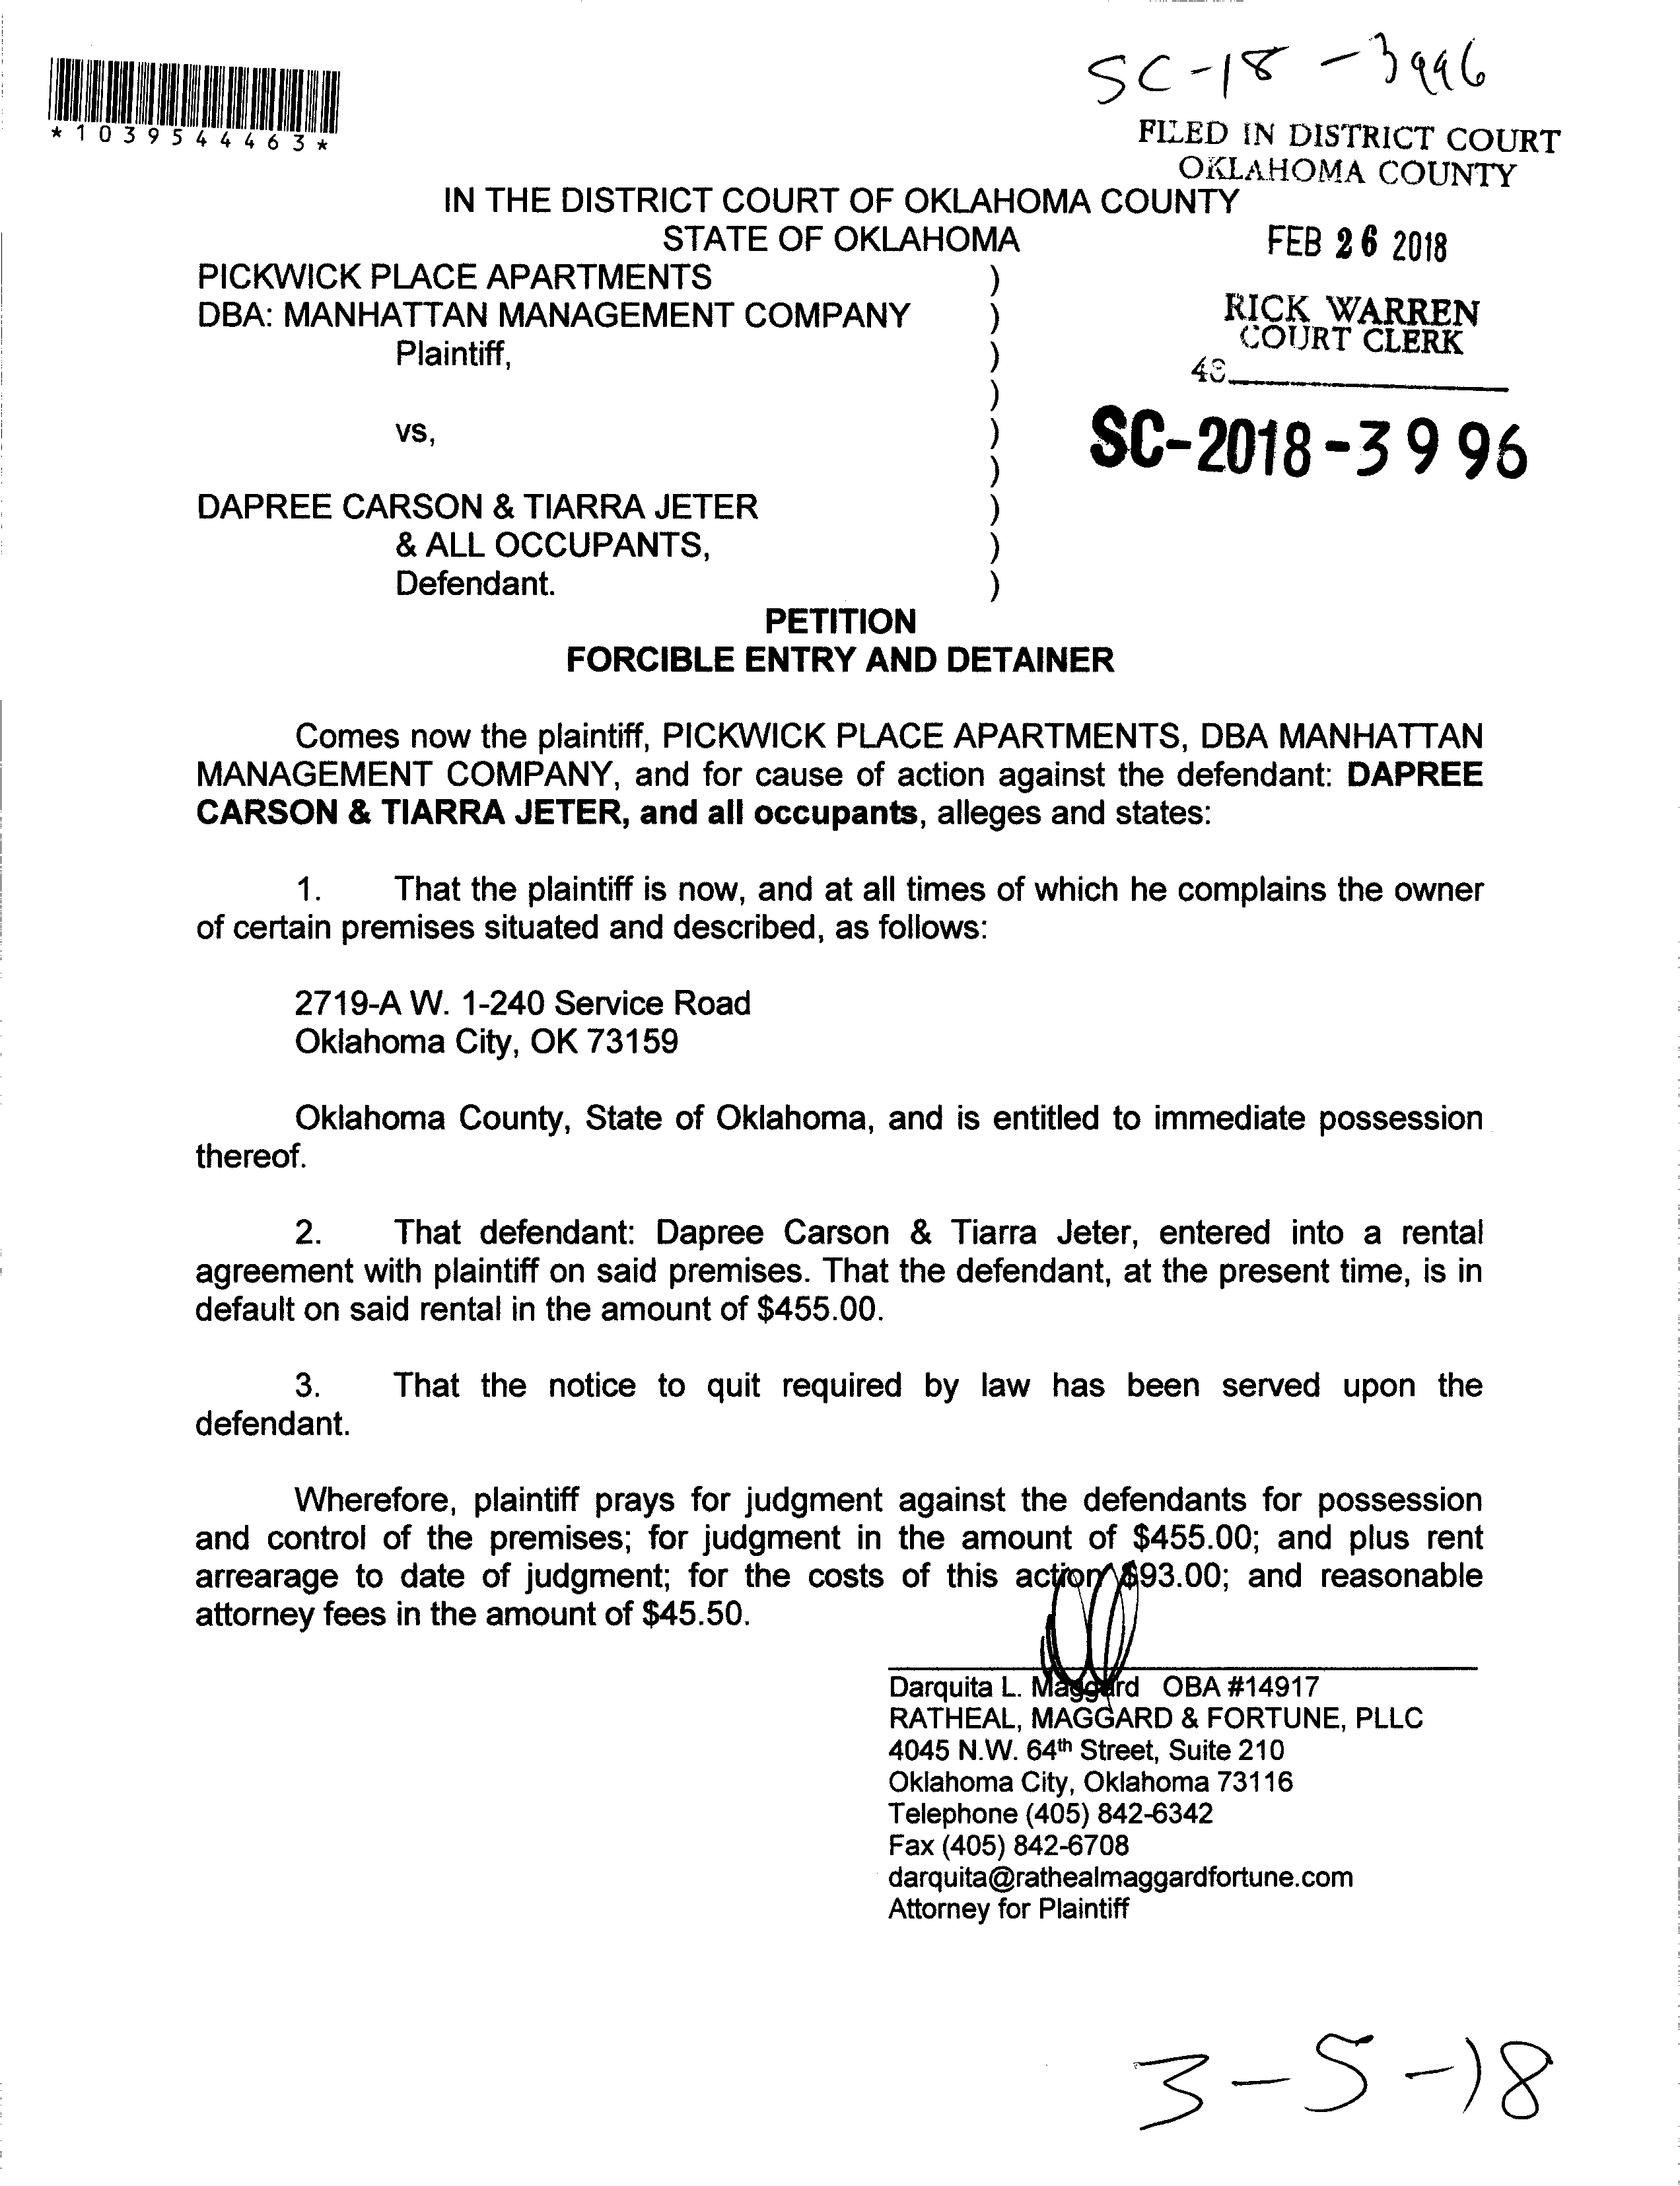 SC-18-3996
*1039544463*
FILED IN DISTRICT COURT
OKLAHOMA COUNTY
IN THE DISTRICT COURT OF OKLAHOMA COUNTY
STATE OF OKLAHOMA
FEB 26 2018
PICKWICK PLACE APARTMENTS )
DBA: MANHATTAN MANAGEMENT COMPANY )
Plaintiff, )
)
RICK WARREN
COURT CLERK
48
vs, )
)
SC-2018-3996
DAPREE CARSON & TIARRA JETER )
& ALL OCCUPANTS, )
Defendant. )
PETITION
FORCIBLE ENTRY AND DETAINER
Comes now the plaintiff, PICKWICK PLACE APARTMENTS, DBA MANHATTAN
MANAGEMENT COMPANY, and for cause of action against the defendant: DAPREE
CARSON & TIARRA JETER, and all occupants, alleges and states:
1. That the plaintiff is now, and at all times of which he complains the owner
of certain premises situated and described, as follows:
2719-A W. 1-240 Service Road
Oklahoma City, OK 73159
Oklahoma County, State of Oklahoma, and is entitled to immediate possession
thereof.
2. That defendant: Dapree Carson & Tiarra Jeter, entered into a rental
agreement with plaintiff on said premises. That the defendant, at the present time, is in
default on said rental in the amount of $455.00.
3. That the notice to quit required by law has been served upon the
defendant.
Wherefore, plaintiff prays for judgment against the defendants for possession
and control of the premises; for judgment in the amount of $455.00; and plus rent
arrearage to date of judgment; for the costs of this action $93.00; and reasonable
attorney fees in the amount of $45.50.
Darquita L. Maggard OBA #14917
RATHEAL, MAGGARD & FORTUNE, PLLC
4045 N.W. 64th Street, Suite 210
Oklahoma City, Oklahoma 73116
Telephone (405) 842-6342
Fax (405) 842-6708
darquita@rathealmaggardfortune.com
Attorney for Plaintiff
3-5-18